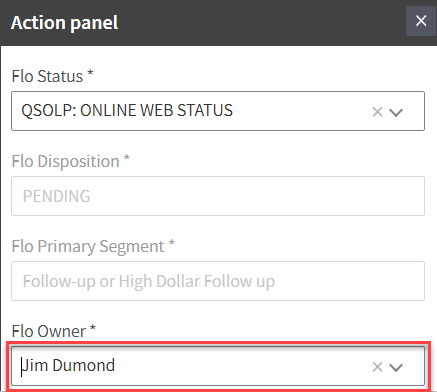 Action panel
Flo Status *
QSOLP: ONLINE WEB STATUS
Flo Disposition *
PENDING
Flo Primary Segment *
Follow-up or High Dollar Follow up
Flo Owner *
Jim Dumond